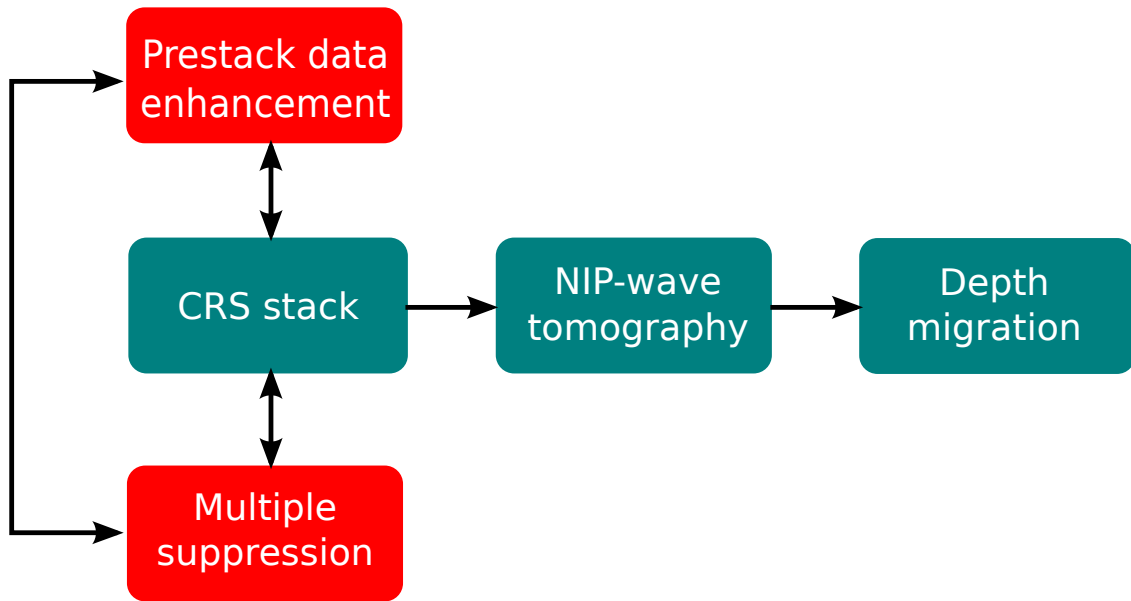 Prestack data
enhancement
CRS stack
NIP-wave
tomography
Depth
migration
Multiple
suppression